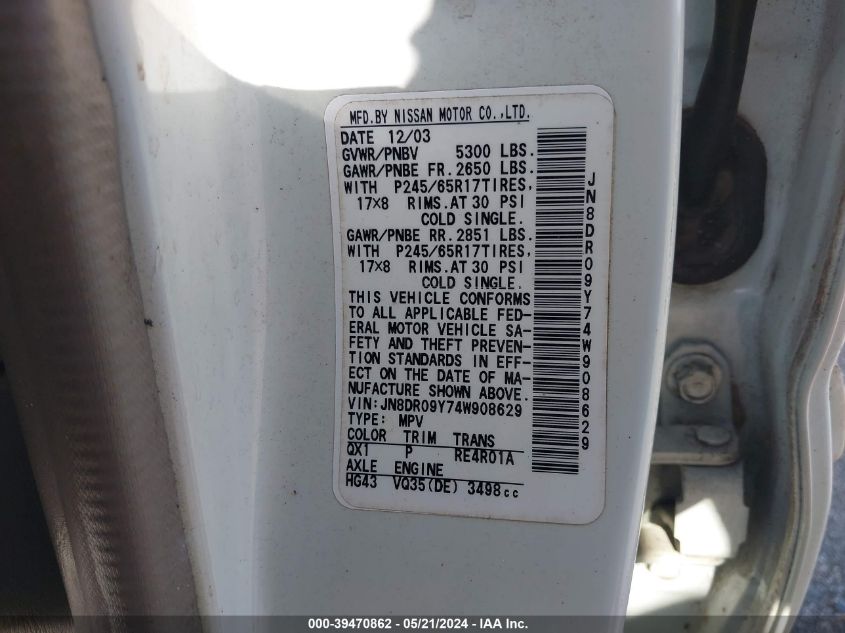 MFD.BY NISSAN MOTOR CO.,LTD.
DATE 12/03
GVWR/PNBV 5300 LBS.
GAWR/PNBE FR.2650 LBS.
WITH P245/65R17TIRES,
17×8 RIMS.AT 30 PSI
COLD SINGLE.
GAWR/PNBE RR.2851 LBS.
WITH P245/65R17TIRES,
17×8 RIMS.AT 30 PSI
COLD SINGLE.
THIS VEHICLE CONFORMS
TO ALL APPLICABLE FED-
ERAL MOTOR VEHICLE SA-
FETY AND THEFT PREVEN-
TION STANDARDS IN EFF-
ECT ON THE DATE OF MA-
NUFACTURE SHOWN ABOVE.
VIN:JN8DR09Y74W908629
TYPE: MPV
COLOR TRIM TRANS
QX1 P RE4R01A
AXLE ENGINE
HG43 VQ35(DE) 3498cc
JN8DR09Y74W908629
000-39470862 - 05/21/2024 - IAA Inc.